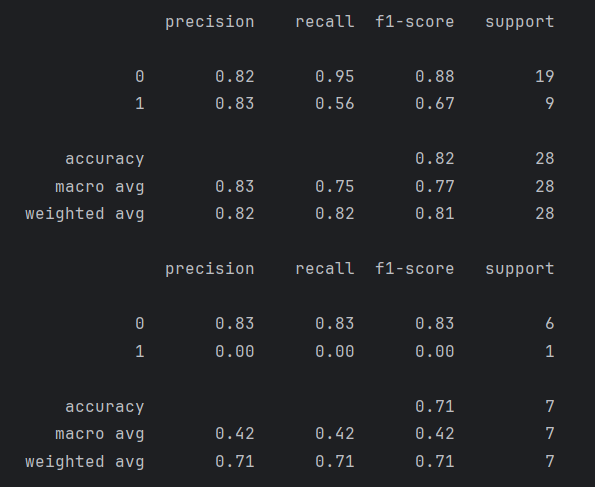 precision recall f1-score support
0 0.82 0.95 0.88 19
1 0.83 0.56 0.67 9
accuracy 0.82 28
macro avg 0.83 0.75 0.77 28
weighted avg 0.82 0.82 0.81 28
precision recall f1-score support
0 0.83 0.83 0.83 6
1 0.00 0.00 0.00 1
accuracy 0.71 7
macro avg 0.42 0.42 0.42 7
weighted avg 0.71 0.71 0.71 7